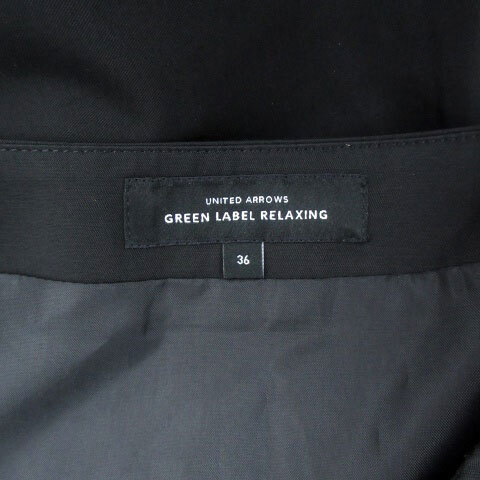 UNITED ARROWS
GREEN LABEL RELAXING
36